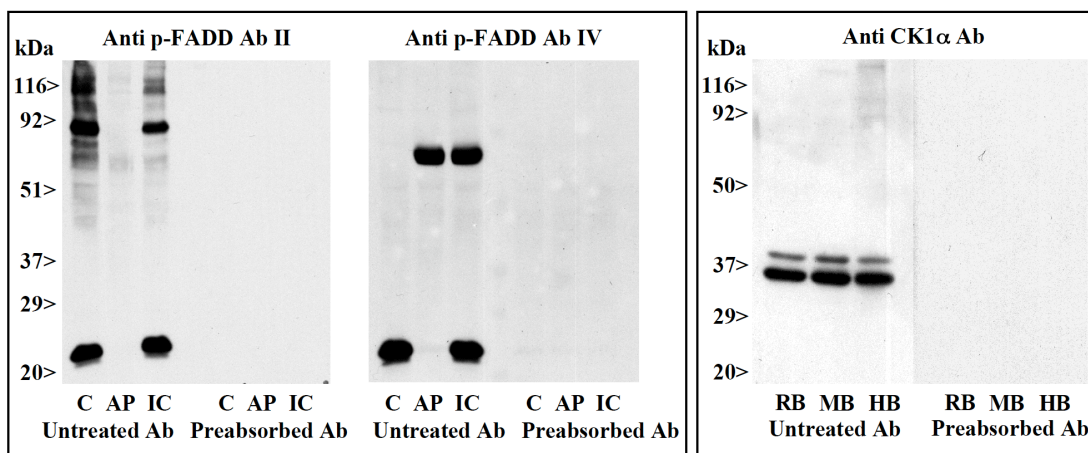 Anti p-FADD Ab II
Anti p-FADD Ab IV
kDa
116>
92>
51>
37>
29>
20>
C AP IC C AP IC
Untreated Ab Preabsorbed Ab
C AP IC C AP IC
Untreated Ab Preabsorbed Ab
Anti CK1α Ab
kDa
116>
92>
50>
37>
29>
20>
RB MB HB RB MB HB
Untreated Ab Preabsorbed Ab